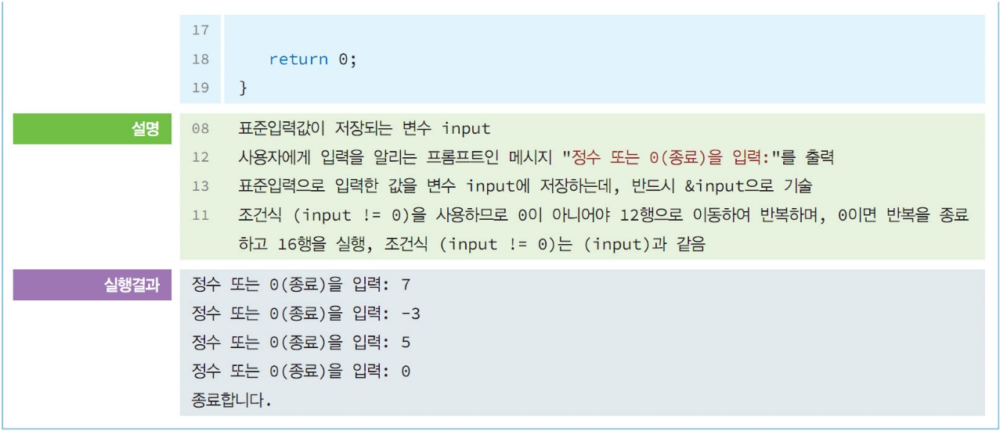 17
18 return 0;
19 }
설명
08 표준입력값이 저장되는 변수 input
12 사용자에게 입력을 알리는 프롬프트인 메시지 "정수 또는 0(종료)을 입력:"를 출력
13 표준입력으로 입력한 값을 변수 input에 저장하는데, 반드시 &input으로 기술
11 조건식 (input != 0)을 사용하므로 0이 아니어야 12행으로 이동하여 반복하며, 0이면 반복을 종료
하고 16행을 실행, 조건식 (input != 0)는 (input)과 같음
실행결과
정수 또는 0(종료)을 입력: 7
정수 또는 0(종료)을 입력: -3
정수 또는 0(종료)을 입력: 5
정수 또는 0(종료)을 입력: 0
종료합니다.